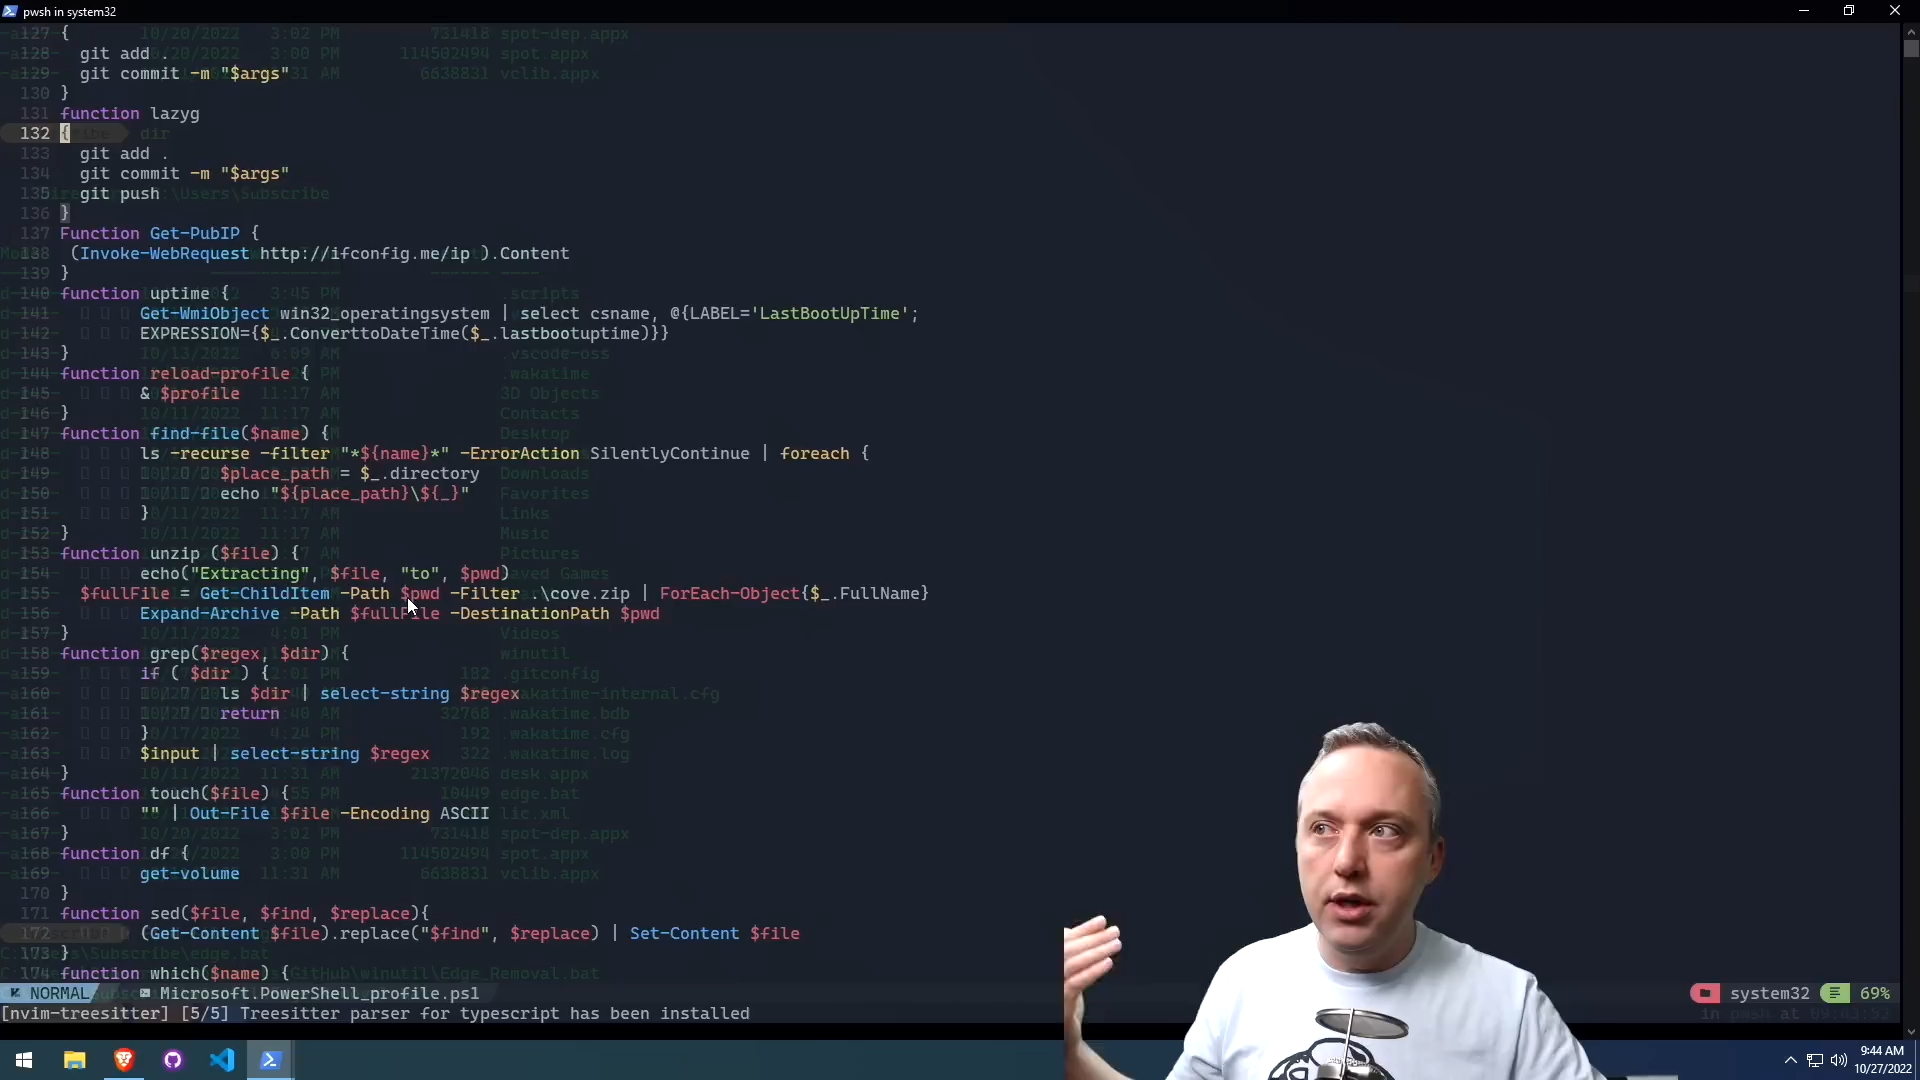 pwsh in system32
127 {
128 git add .
129 git commit -m "$args"
130 }
131 function lazyg
132 {
133 git add .
134 git commit -m "$args"
135 git push
136 }
137 Function Get-PubIP {
138 (Invoke-WebRequest http://ifconfig.me/ip ).Content
139 }
140 function uptime {
141 Get-WmiObject win32_operatingsystem | select csname, @{LABEL='LastBootUpTime';
142 EXPRESSION={$_.ConverttoDateTime($_.lastbootuptime)}}
143 }
144 function reload-profile {
145 & $profile
146 }
147 function find-file($name) {
148 ls -recurse -filter "*${name}*" -ErrorAction SilentlyContinue | foreach {
149 $place_path = $_.directory
150 echo "${place_path}\${_}"
151 }
152 }
153 function unzip ($file) {
154 echo("Extracting", $file, "to", $pwd)
155 $fullFile = Get-ChildItem -Path $pwd -Filter .\cove.zip | ForEach-Object{$_.FullName}
156 Expand-Archive -Path $fullFile -DestinationPath $pwd
157 }
158 function grep($regex, $dir) {
159 if ( $dir ) {
160 ls $dir | select-string $regex
161 return
162 }
163 $input | select-string $regex
164 }
165 function touch($file) {
166 "" | Out-File $file -Encoding ASCII
167 }
168 function df {
169 get-volume
170 }
171 function sed($file, $find, $replace){
172 (Get-Content $file).replace("$find", $replace) | Set-Content $file
173 }
174 function which($name) {
NORMAL Microsoft.PowerShell_profile.ps1 system32 69%
[nvim-treesitter] [5/5] Treesitter parser for typescript has been installed
9:44 AM
10/27/2022